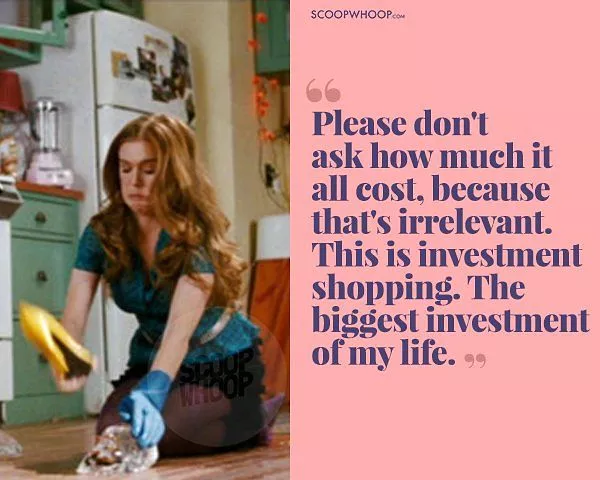 SCOOPWHOOP.COM
“
Please don't
ask how much it
all cost, because
that's irrelevant.
This is investment
shopping. The
biggest investment
of my life. ”
SCOOP
WHOOP